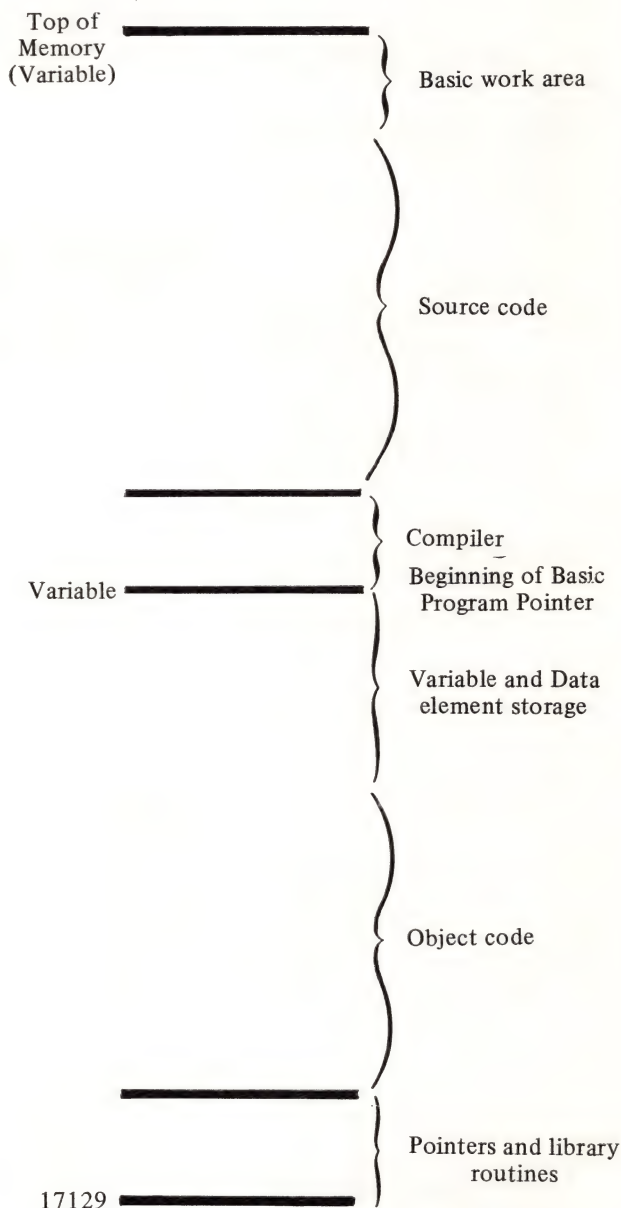 Top of
Memory
(Variable)
Basic work area
Source code
Compiler
Variable
Beginning of Basic
Program Pointer
Variable and Data
element storage
Object code
Pointers and library
routines
17129